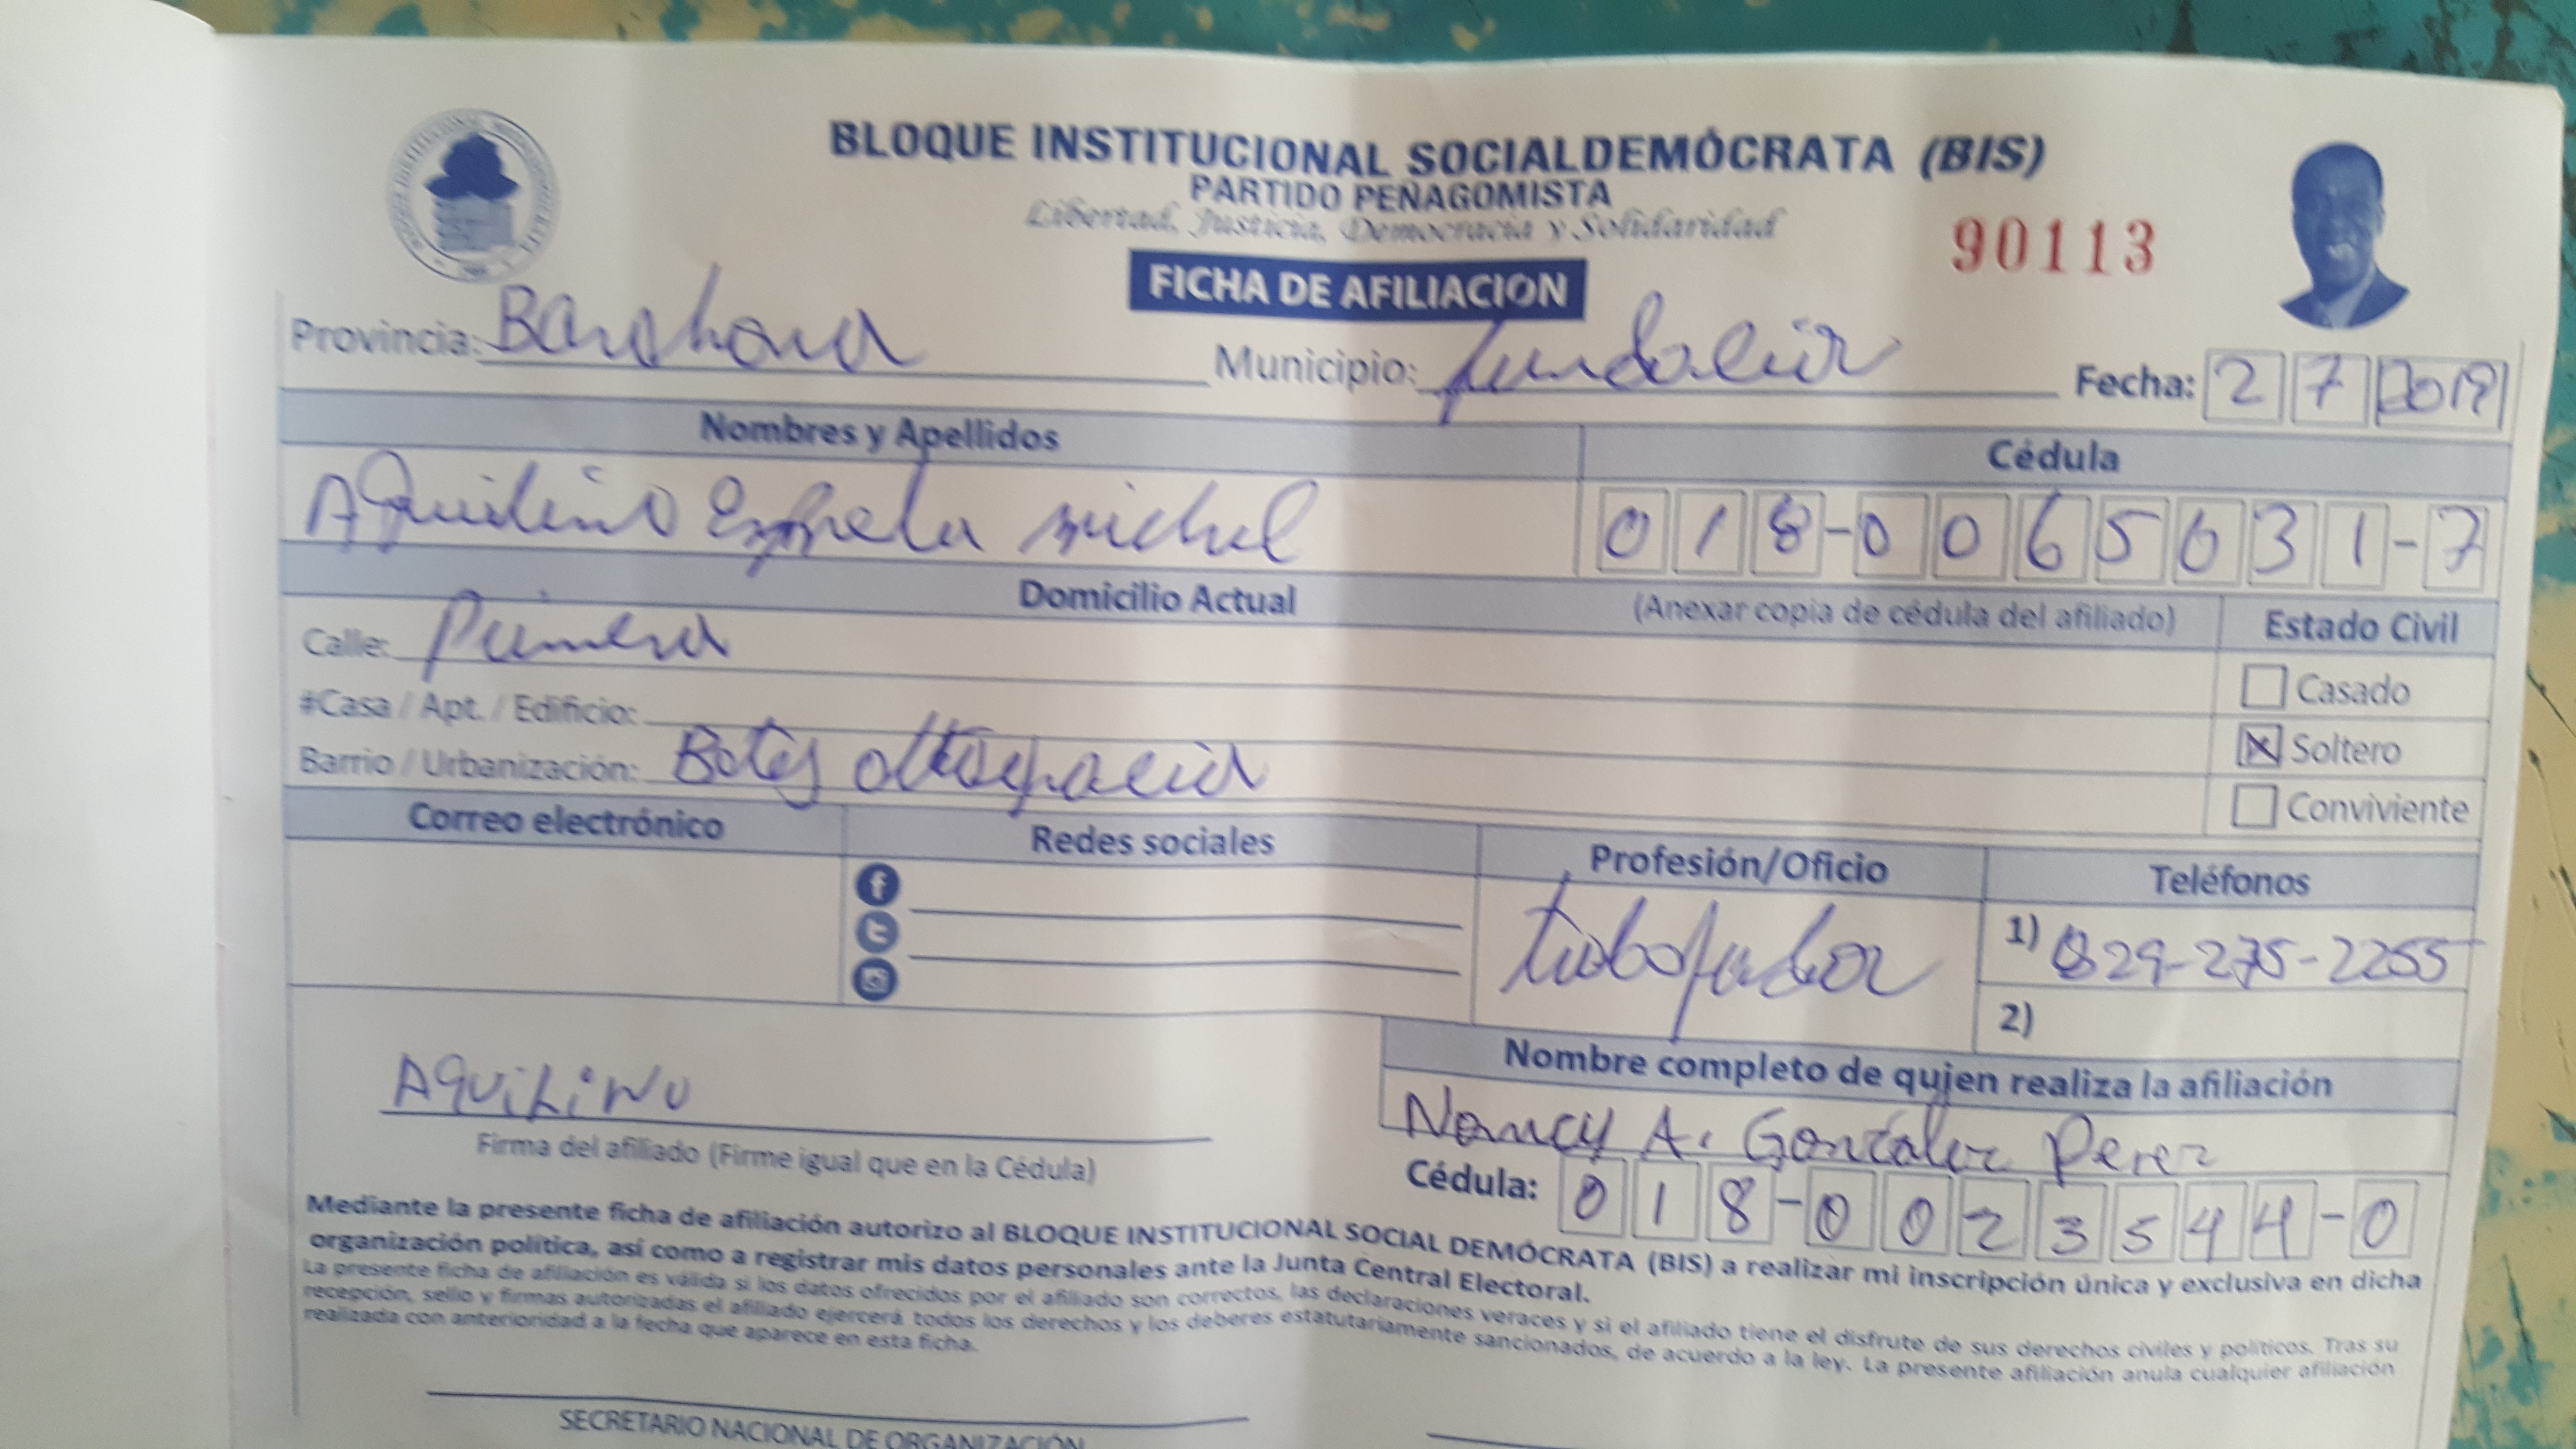 BLOQUE INSTITUCIONAL SOCIALDEMÓCRATA (BIS)
PARTIDO PEÑAGOMISTA
Libertad, Justicia, Democracia y Solidaridad
90113
FICHA DE AFILIACION
Provincia: Barahona Municipio: fundación Fecha: 2 7 2019
Nombres y Apellidos Cédula
Aquilino Michel 018-0065031-7
Domicilio Actual (Anexar copia de cédula del afiliado) Estado Civil
Calle: Primera
Casado
#Casa / Apt. / Edificio:
Soltero
Barrio / Urbanización: Batey
Conviviente
Correo electrónico Redes sociales Profesión/Oficio Teléfonos
trabajador
1) 829-275-2255
2)
Nombre completo de quien realiza la afiliación
AQUiLiNO
Nancy A. Gonzalez Perez
Firma del afiliado (Firme igual que en la Cédula)
Cédula: 018-0023544-0
Mediante la presente ficha de afiliación autorizo al BLOQUE INSTITUCIONAL SOCIAL DEMÓCRATA (BIS) a realizar mi inscripción única y exclusiva en dicha
organización política, así como a registrar mis datos personales ante la Junta Central Electoral.
La presente ficha de afiliación es válida si los datos ofrecidos por el afiliado son correctos, las declaraciones veraces y si el afiliado tiene el disfrute de sus derechos civiles y políticos. Tras su
recepción, sello y firmas autorizadas el afiliado ejercerá todos los derechos y los deberes estatutariamente sancionados, de acuerdo a la ley. La presente afiliación anula cualquier afiliación
realizada con anterioridad a la fecha que aparece en esta ficha.
SECRETARIO NACIONAL DE ORGANIZACIÓN